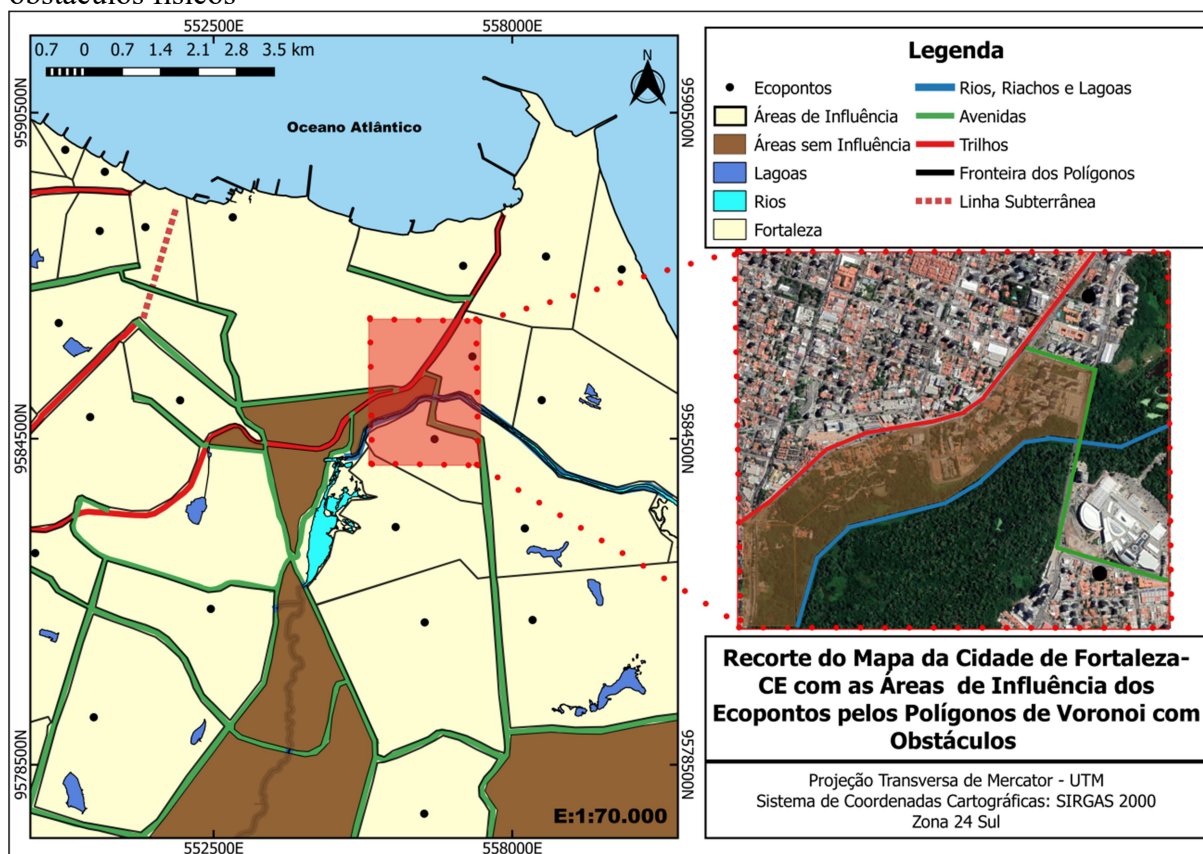 obstáculos físicos
552500E
558000E
0.7 0 0.7 1.4 2.1 2.8 3.5 km
N
9590500N
9590500N
Oceano Atlântico
9584500N
9584500N
9578500N
9578500N
E:1:70.000
552500E
558000E
Legenda
Ecopontos
Áreas de Influência
Áreas sem Influência
Lagoas
Rios
Fortaleza
Rios, Riachos e Lagoas
Avenidas
Trilhos
Fronteira dos Polígonos
Linha Subterrânea
Recorte do Mapa da Cidade de Fortaleza-
CE com as Áreas de Influência dos
Ecopontos pelos Polígonos de Voronoi com
Obstáculos
Projeção Transversa de Mercator - UTM
Sistema de Coordenadas Cartográficas: SIRGAS 2000
Zona 24 Sul